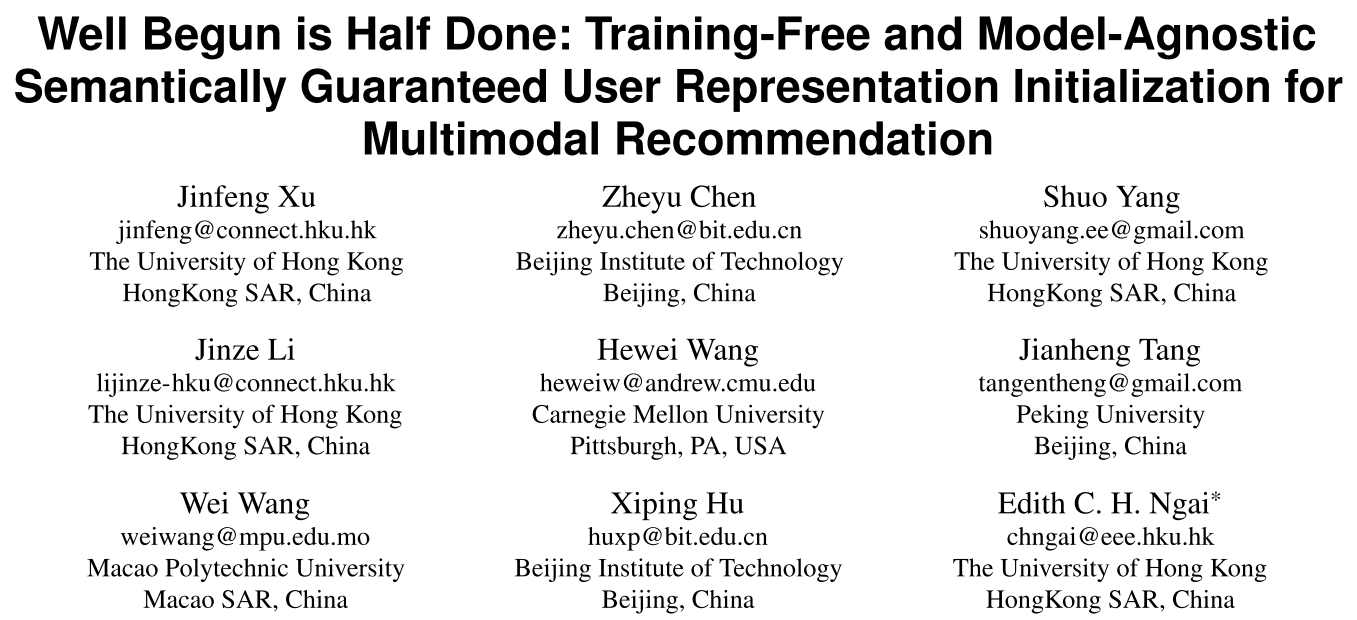 Well Begun is Half Done: Training-Free and Model-Agnostic
Semantically Guaranteed User Representation Initialization for
Multimodal Recommendation
Jinfeng Xu
jinfeng@connect.hku.hk
The University of Hong Kong
HongKong SAR, China
Zheyu Chen
zheyu.chen@bit.edu.cn
Beijing Institute of Technology
Beijing, China
Shuo Yang
shuoyang.ee@gmail.com
The University of Hong Kong
HongKong SAR, China
Jinze Li
lijinze-hku@connect.hku.hk
The University of Hong Kong
HongKong SAR, China
Hewei Wang
heweiw@andrew.cmu.edu
Carnegie Mellon University
Pittsburgh, PA, USA
Jianheng Tang
tangentheng@gmail.com
Peking University
Beijing, China
Wei Wang
weiwang@mpu.edu.mo
Macao Polytechnic University
Macao SAR, China
Xiping Hu
huxp@bit.edu.cn
Beijing Institute of Technology
Beijing, China
Edith C. H. Ngai*
chngai@eee.hku.hk
The University of Hong Kong
HongKong SAR, China